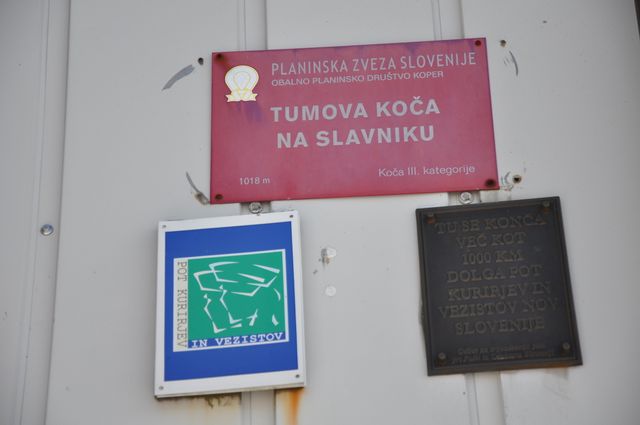 PLANINSKA ZVEZA SLOVENIJE
OBALNO PLANINSKO DRUŠTVO KOPER
TUMOVA KOČA
NA SLAVNIKU
1018 m
Koča III. kategorije
POT KURIRJEV
IN VEZISTOV
TU SE KONČA
VEČ KOT
1000 KM
DOLGA POT
KURIRJEV IN
VEZISTOV NOV
SLOVENIJE